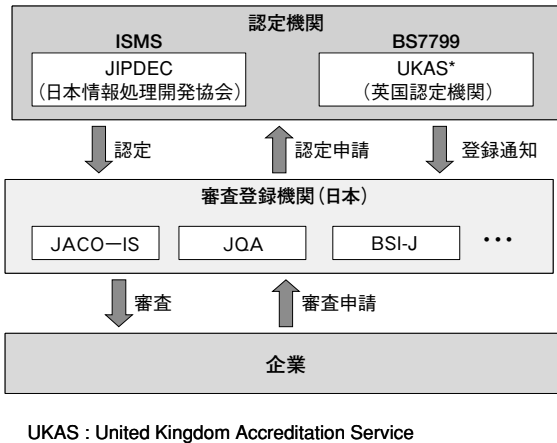 認定機関
ISMS
BS7799
JIPDEC
(日本情報処理開発協会)
UKAS*
(英国認定機関)
認定
認定申請
登録通知
審査登録機関(日本)
JACO-IS
JQA
BSI-J
•••
審査
審査申請
企業
UKAS : United Kingdom Accreditation Service